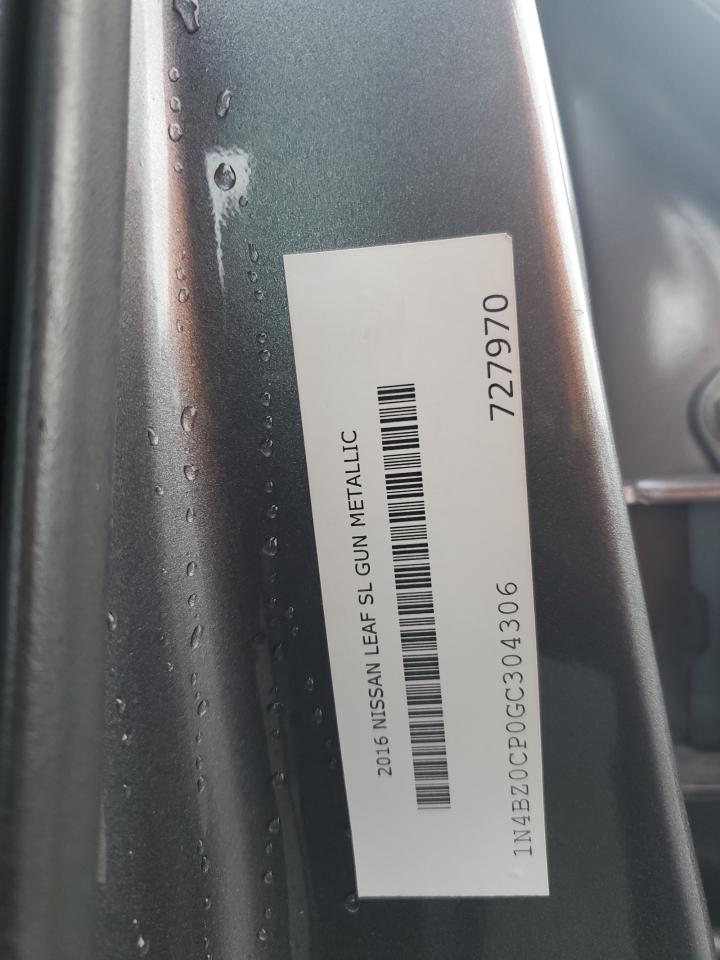 2016 NISSAN LEAF SL GUN METALLIC
1N4BZ0CP0GC304306 727970